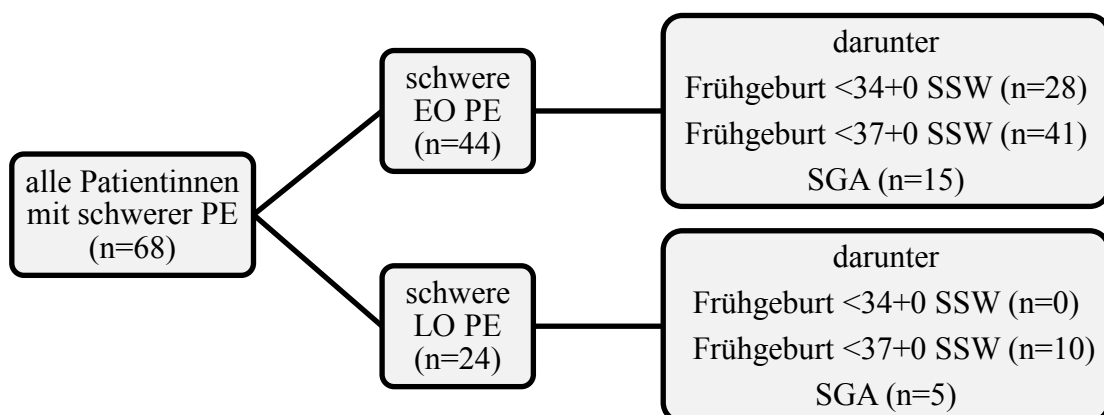 alle Patientinnen
mit schwerer PE
(n=68)
schwere
EO PE
(n=44)
darunter
Frühgeburt <34+0 SSW (n=28)
Frühgeburt <37+0 SSW (n=41)
SGA (n=15)
schwere
LO PE
(n=24)
darunter
Frühgeburt <34+0 SSW (n=0)
Frühgeburt <37+0 SSW (n=10)
SGA (n=5)